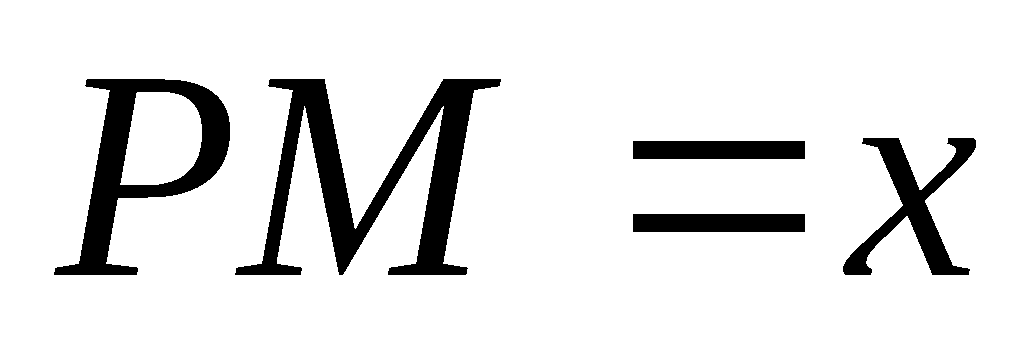 PM = x